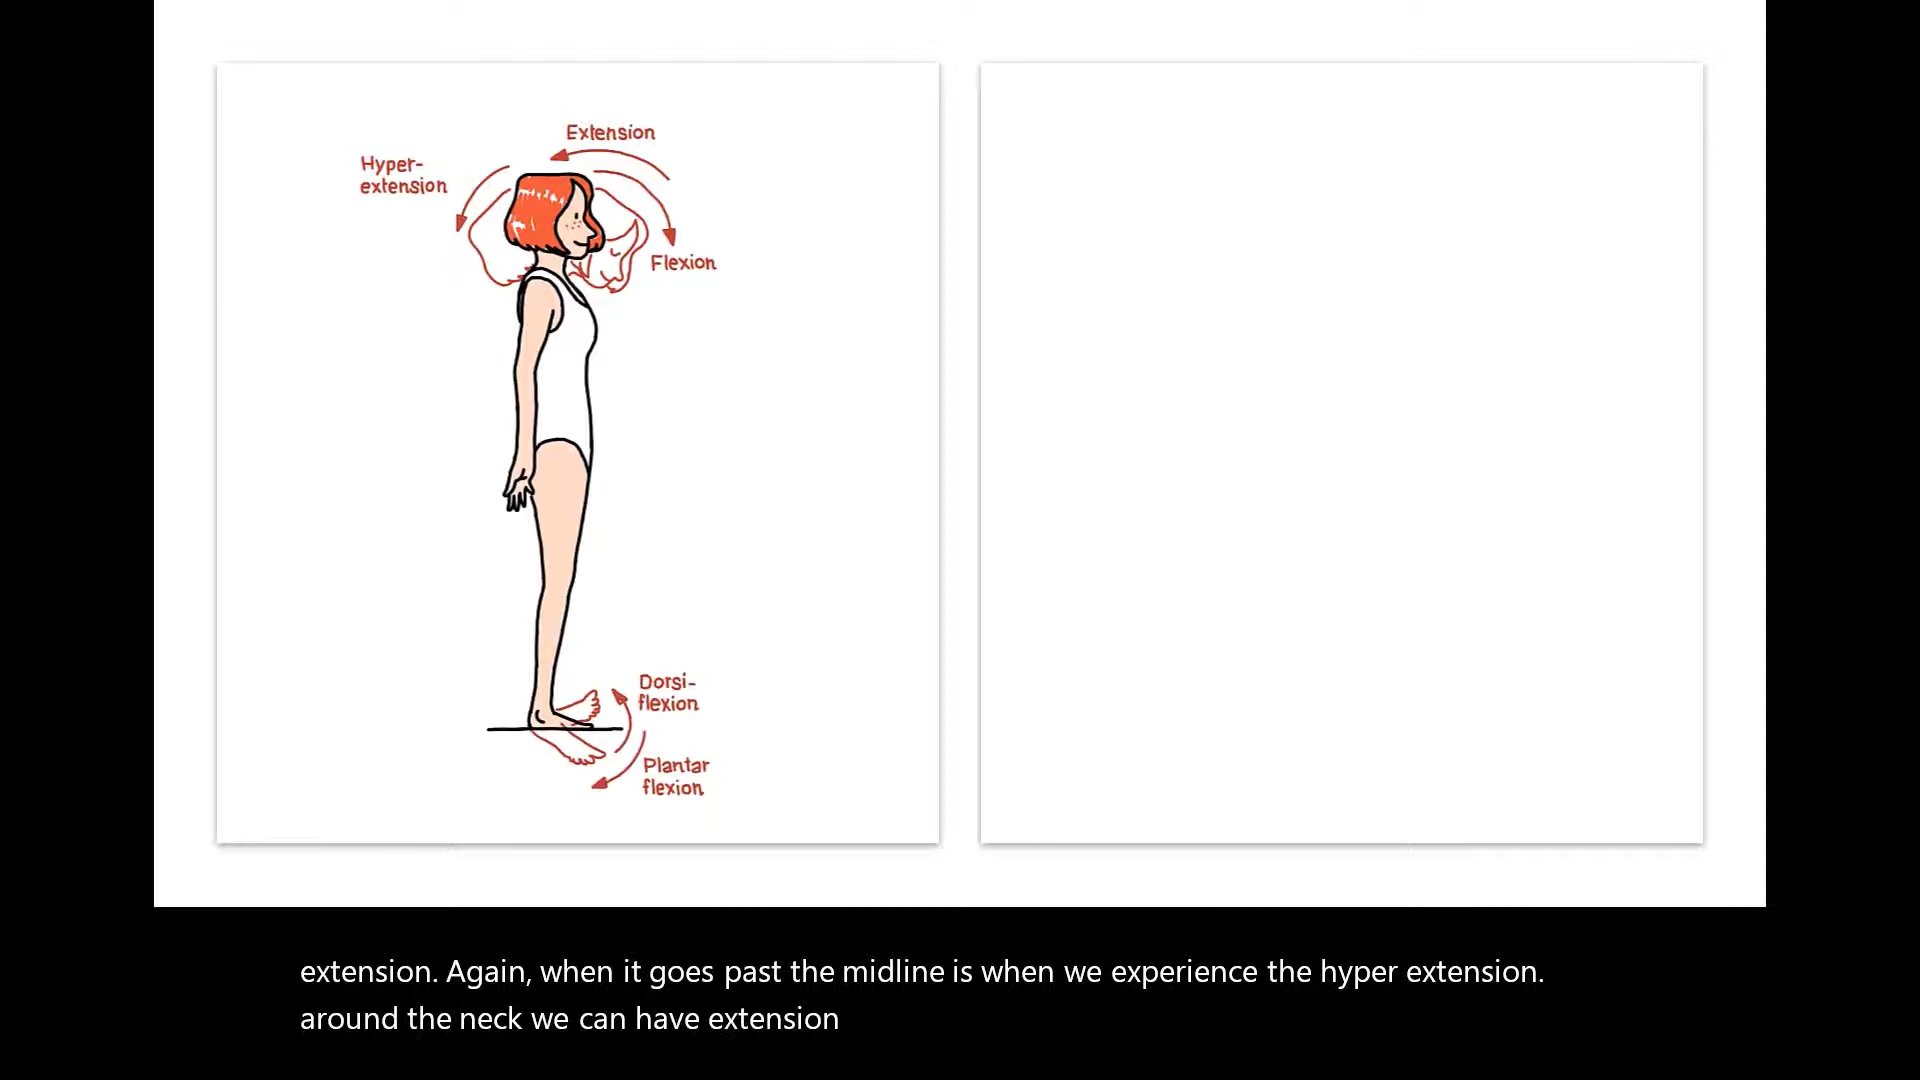 Extension
Hyper-
extension
Flexion
Dorsi-
flexion
Plantar
flexion
extension. Again, when it goes past the midline is when we experience the hyper extension.
around the neck we can have extension